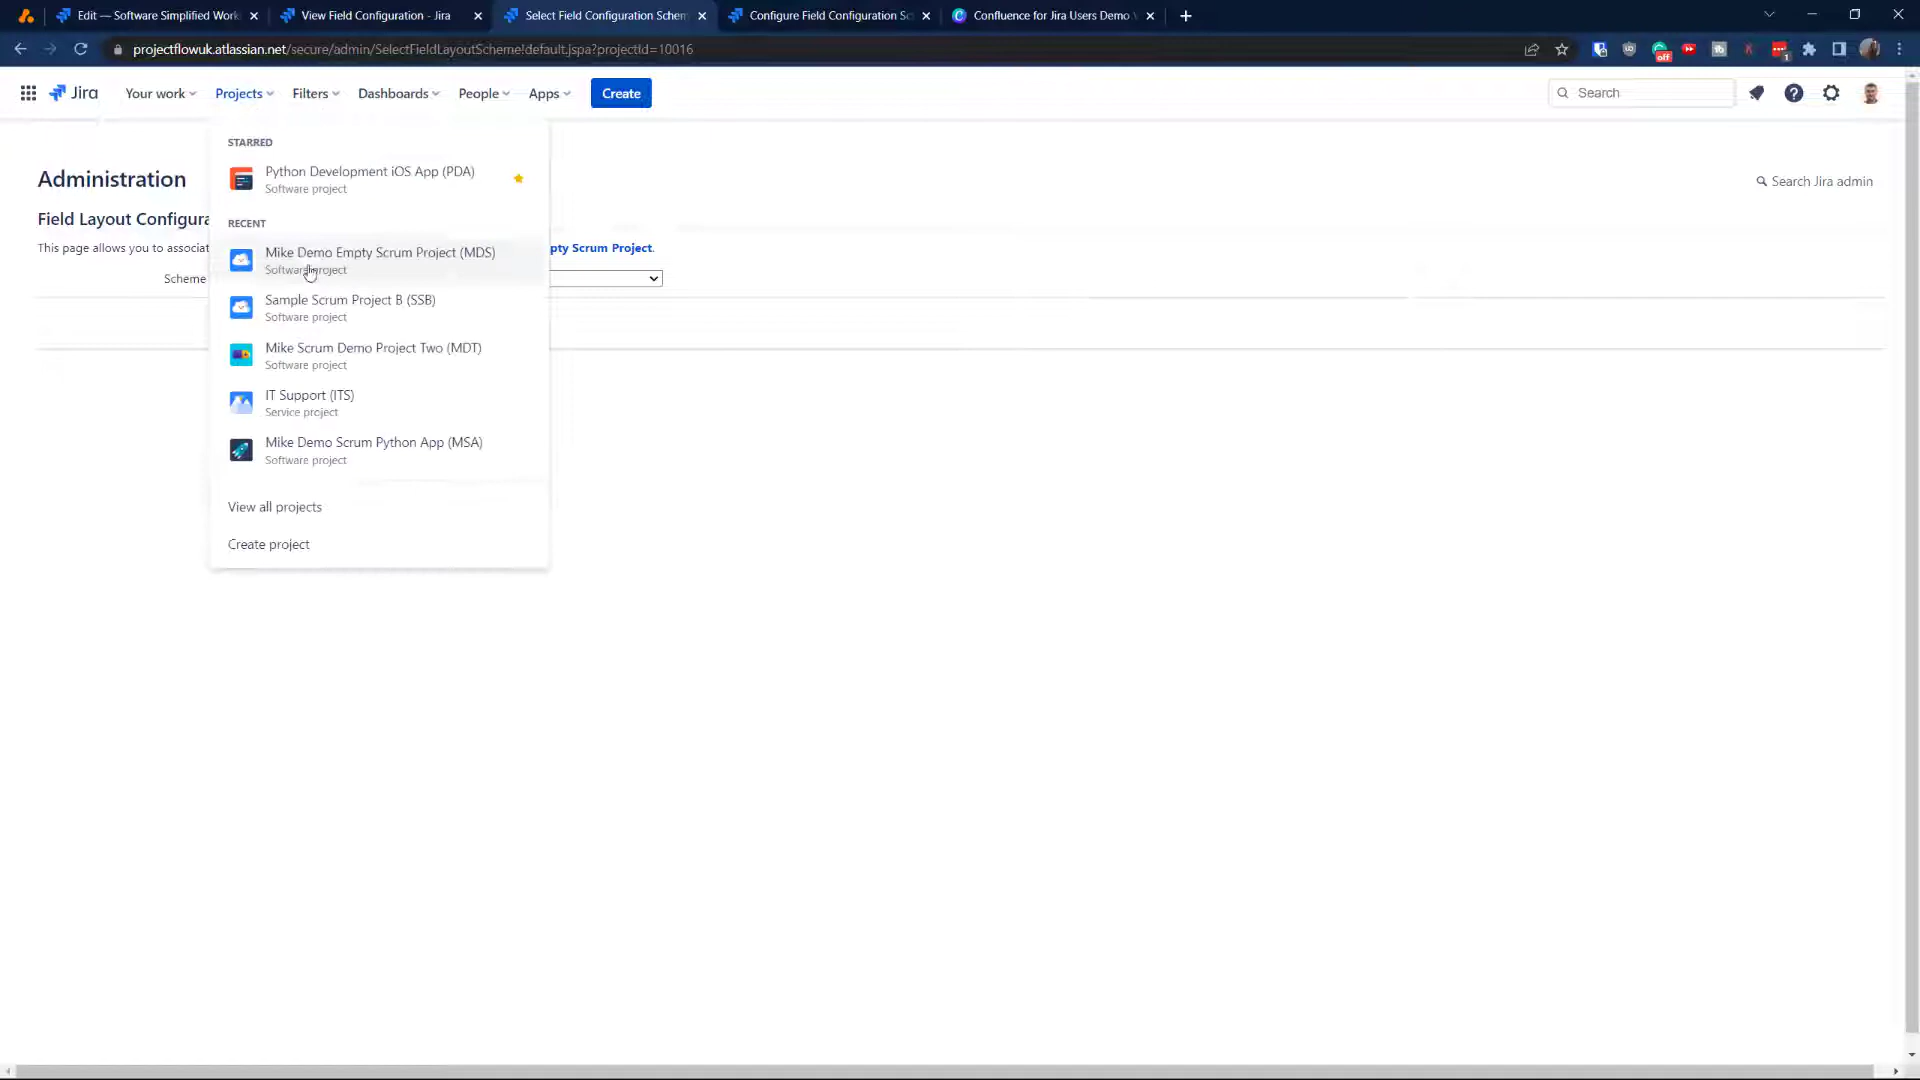 Edit — Software Simplified Work
View Field Configuration - Jira
Select Field Configuration Schem
Configure Field Configuration Sc
Confluence for Jira Users Demo
projectflowuk.atlassian.net/secure/admin/SelectFieldLayoutScheme!default.jspa?projectId=10016
off
1
Jira
Your work
Projects
Filters
Dashboards
People
Apps
Create
Search
STARRED
Python Development iOS App (PDA)
Software project
RECENT
Mike Demo Empty Scrum Project (MDS)
Software project
Sample Scrum Project B (SSB)
Software project
Mike Scrum Demo Project Two (MDT)
Software project
IT Support (ITS)
Service project
Mike Demo Scrum Python App (MSA)
Software project
View all projects
Create project
Administration
Search Jira admin
Field Layout Configura
This page allows you to associat
pty Scrum Project.
Scheme